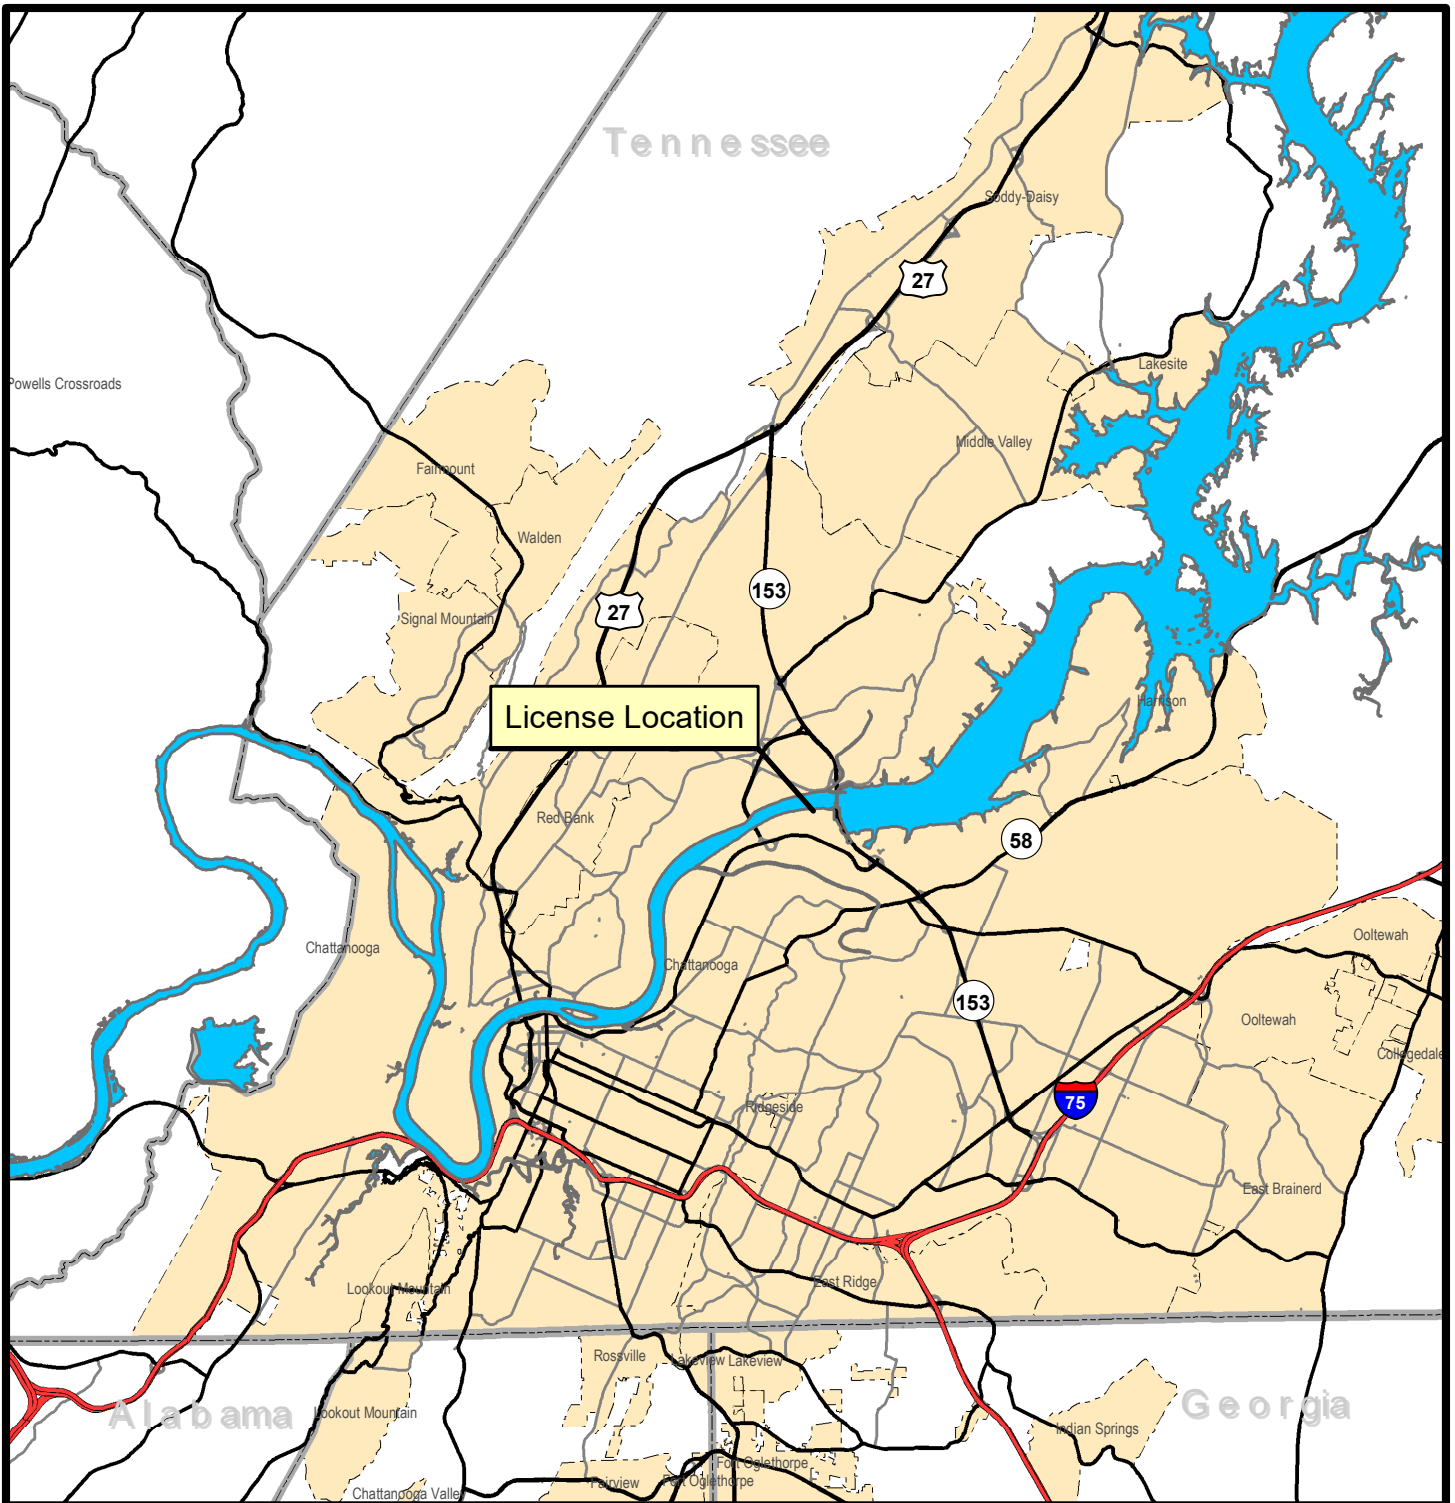 Tennessee
Soddy-Daisy
27
Lakesite
Powells Crossroads
Middle Valley
Fairmount
Walden
153
27
Signal Mountain
Harrison
License Location
Red Bank
58
Ooltewah
Chattanooga
Chattanooga
153
Ooltewah
Collegedale
75
Ridgeside
East Brainerd
East Ridge
Lookout Mountain
Rossville
Lakeview Lakeview
Georgia
Alabama
Lookout Mountain
Indian Springs
Fort Oglethorpe
Fairview
Fort Oglethorpe
Chattanooga Valley